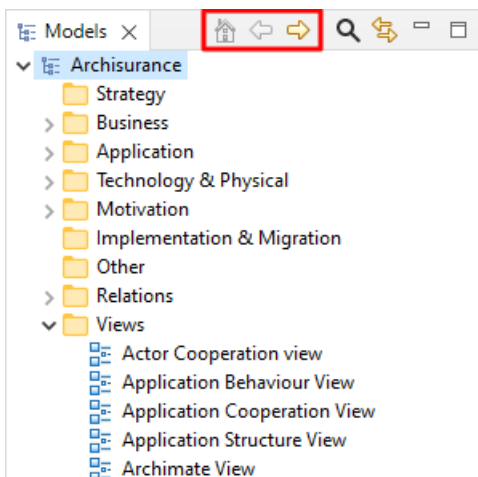 Models
Archisurance
Strategy
Business
Application
Technology & Physical
Motivation
Implementation & Migration
Other
Relations
Views
Actor Cooperation view
Application Behaviour View
Application Cooperation View
Application Structure View
Archimate View